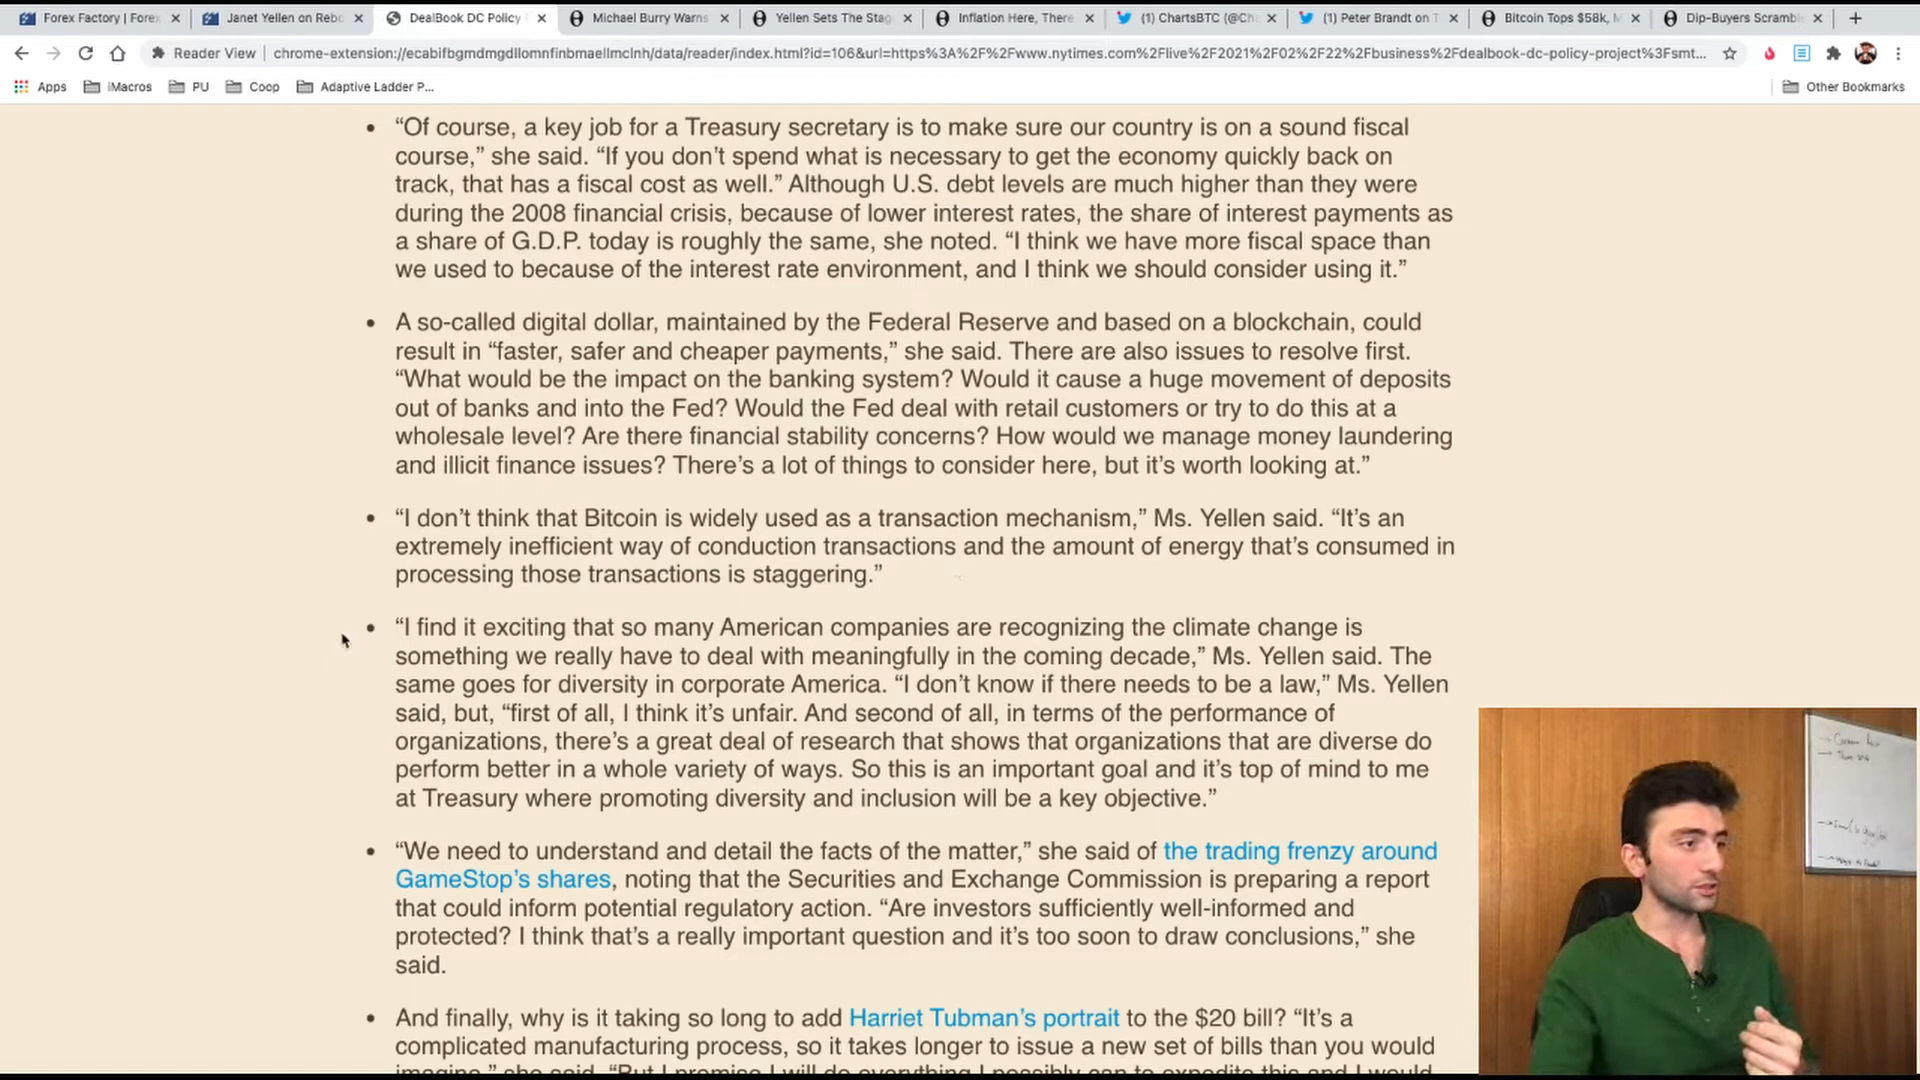 Forex Factory | Forex
Janet Yellen on Rebo
DealBook DC Policy
Michael Burry Warns
Yellen Sets The Stag
Inflation Here, There
(1) ChartsBTC (@Ch
(1) Peter Brandt on T
Bitcoin Tops $58k, M
Dip-Buyers Scrambl
Reader View
chrome-extension://ecabifbgmdmgdllomnfinbmaellmclnh/data/reader/index.html?id=106&url=https%3A%2F%2Fwww.nytimes.com%2Flive%2F2021%2F02%2F22%2Fbusiness%2Fdealbook-dc-policy-project%3Fsmt...
Apps
iMacros
PU
Coop
Adaptive Ladder P...
Other Bookmarks
• “Of course, a key job for a Treasury secretary is to make sure our country is on a sound fiscal
course,” she said. “If you don’t spend what is necessary to get the economy quickly back on
track, that has a fiscal cost as well.” Although U.S. debt levels are much higher than they were
during the 2008 financial crisis, because of lower interest rates, the share of interest payments as
a share of G.D.P. today is roughly the same, she noted. “I think we have more fiscal space than
we used to because of the interest rate environment, and I think we should consider using it.”
• A so-called digital dollar, maintained by the Federal Reserve and based on a blockchain, could
result in “faster, safer and cheaper payments,” she said. There are also issues to resolve first.
“What would be the impact on the banking system? Would it cause a huge movement of deposits
out of banks and into the Fed? Would the Fed deal with retail customers or try to do this at a
wholesale level? Are there financial stability concerns? How would we manage money laundering
and illicit finance issues? There’s a lot of things to consider here, but it’s worth looking at.”
• “I don’t think that Bitcoin is widely used as a transaction mechanism,” Ms. Yellen said. “It’s an
extremely inefficient way of conduction transactions and the amount of energy that’s consumed in
processing those transactions is staggering.”
• “I find it exciting that so many American companies are recognizing the climate change is
something we really have to deal with meaningfully in the coming decade,” Ms. Yellen said. The
same goes for diversity in corporate America. “I don’t know if there needs to be a law,” Ms. Yellen
said, but, “first of all, I think it’s unfair. And second of all, in terms of the performance of
organizations, there’s a great deal of research that shows that organizations that are diverse do
perform better in a whole variety of ways. So this is an important goal and it’s top of mind to me
at Treasury where promoting diversity and inclusion will be a key objective.”
• “We need to understand and detail the facts of the matter,” she said of the trading frenzy around
GameStop’s shares, noting that the Securities and Exchange Commission is preparing a report
that could inform potential regulatory action. “Are investors sufficiently well-informed and
protected? I think that’s a really important question and it’s too soon to draw conclusions,” she
said.
• And finally, why is it taking so long to add Harriet Tubman’s portrait to the $20 bill? “It’s a
complicated manufacturing process, so it takes longer to issue a new set of bills than you would
imagine,” she said. “But I promise I will do everything I possibly can to expedite this and I would